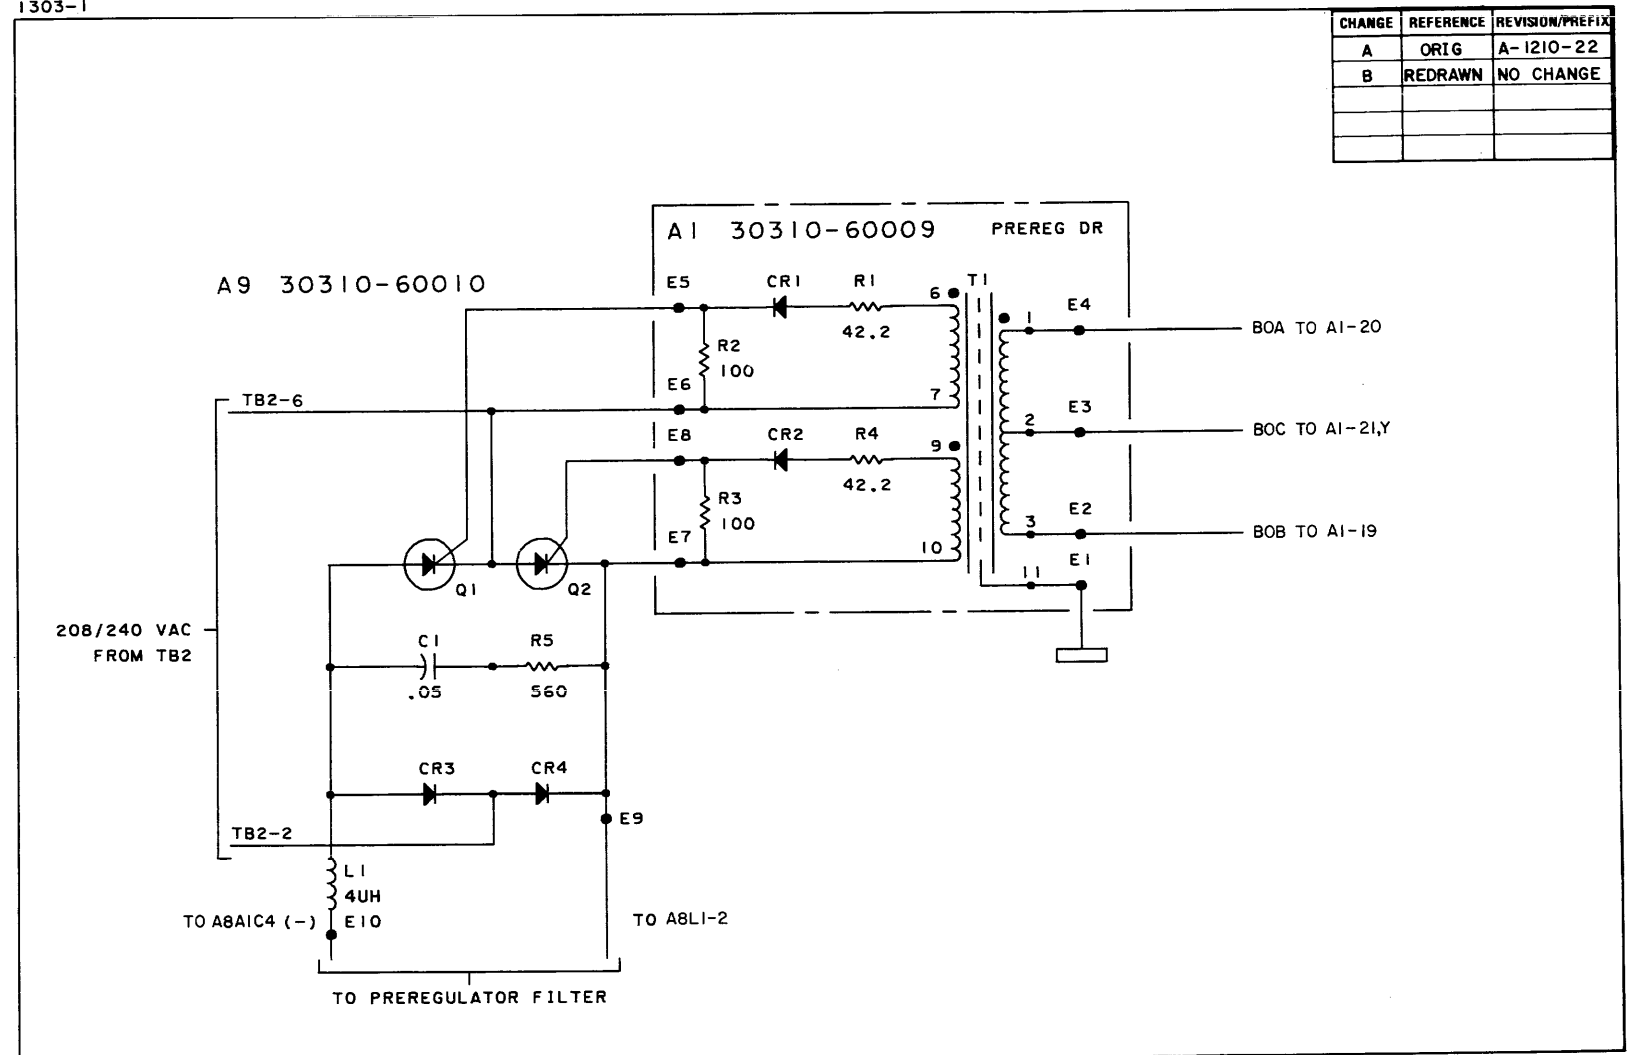 1303-1
CHANGE REFERENCE REVISION/PREFIX
A ORIG A-1210-22
B REDRAWN NO CHANGE
A1 30310-60009 PREREG DR
A9 30310-60010
E5 CR1 R1 6 T1
E4
1
BOA TO A1-20
42.2
R2
100
E6
7
TB2-6
E3
2
BOC TO A1-21,Y
E8 CR2 R4 9
42.2
R3
100
E2
3
BOB TO A1-19
E7
10
E1
11
Q1 Q2
208/240 VAC
FROM TB2
C1 R5
.05 560
CR3 CR4
E9
TB2-2
L1
4UH
TO A8A1C4 (-) E10
TO A8L1-2
TO PREREGULATOR FILTER